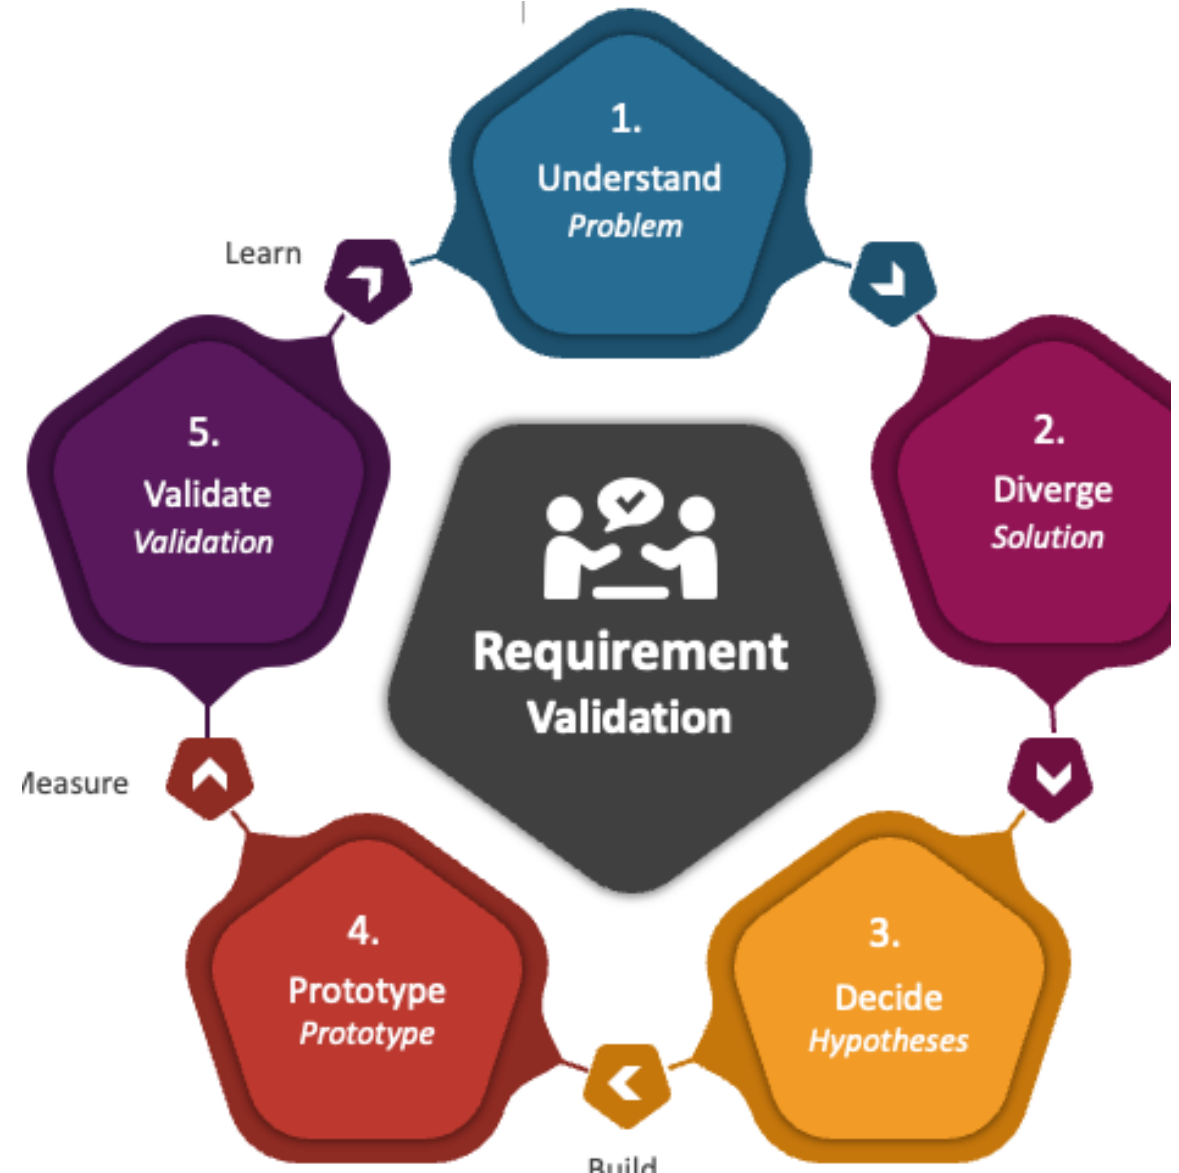 1.
Understand
Problem
Learn
2.
Diverge
Solution
5.
Validate
Validation
Requirement
Validation
Measure
3.
Decide
Hypotheses
4.
Prototype
Prototype
Build